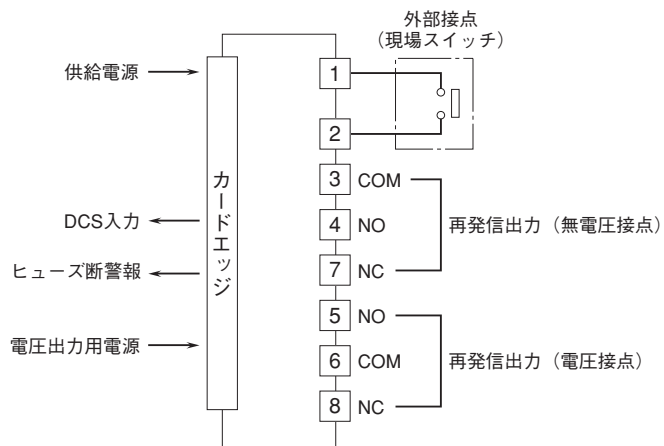 外部接点
（現場スイッチ）
供給電源
1
2
カードエッジ
3 COM
DCS入力
4 NO
再発信出力（無電圧接点）
ヒューズ断警報
7 NC
5 NO
電圧出力用電源
6 COM
再発信出力（電圧接点）
8 NC